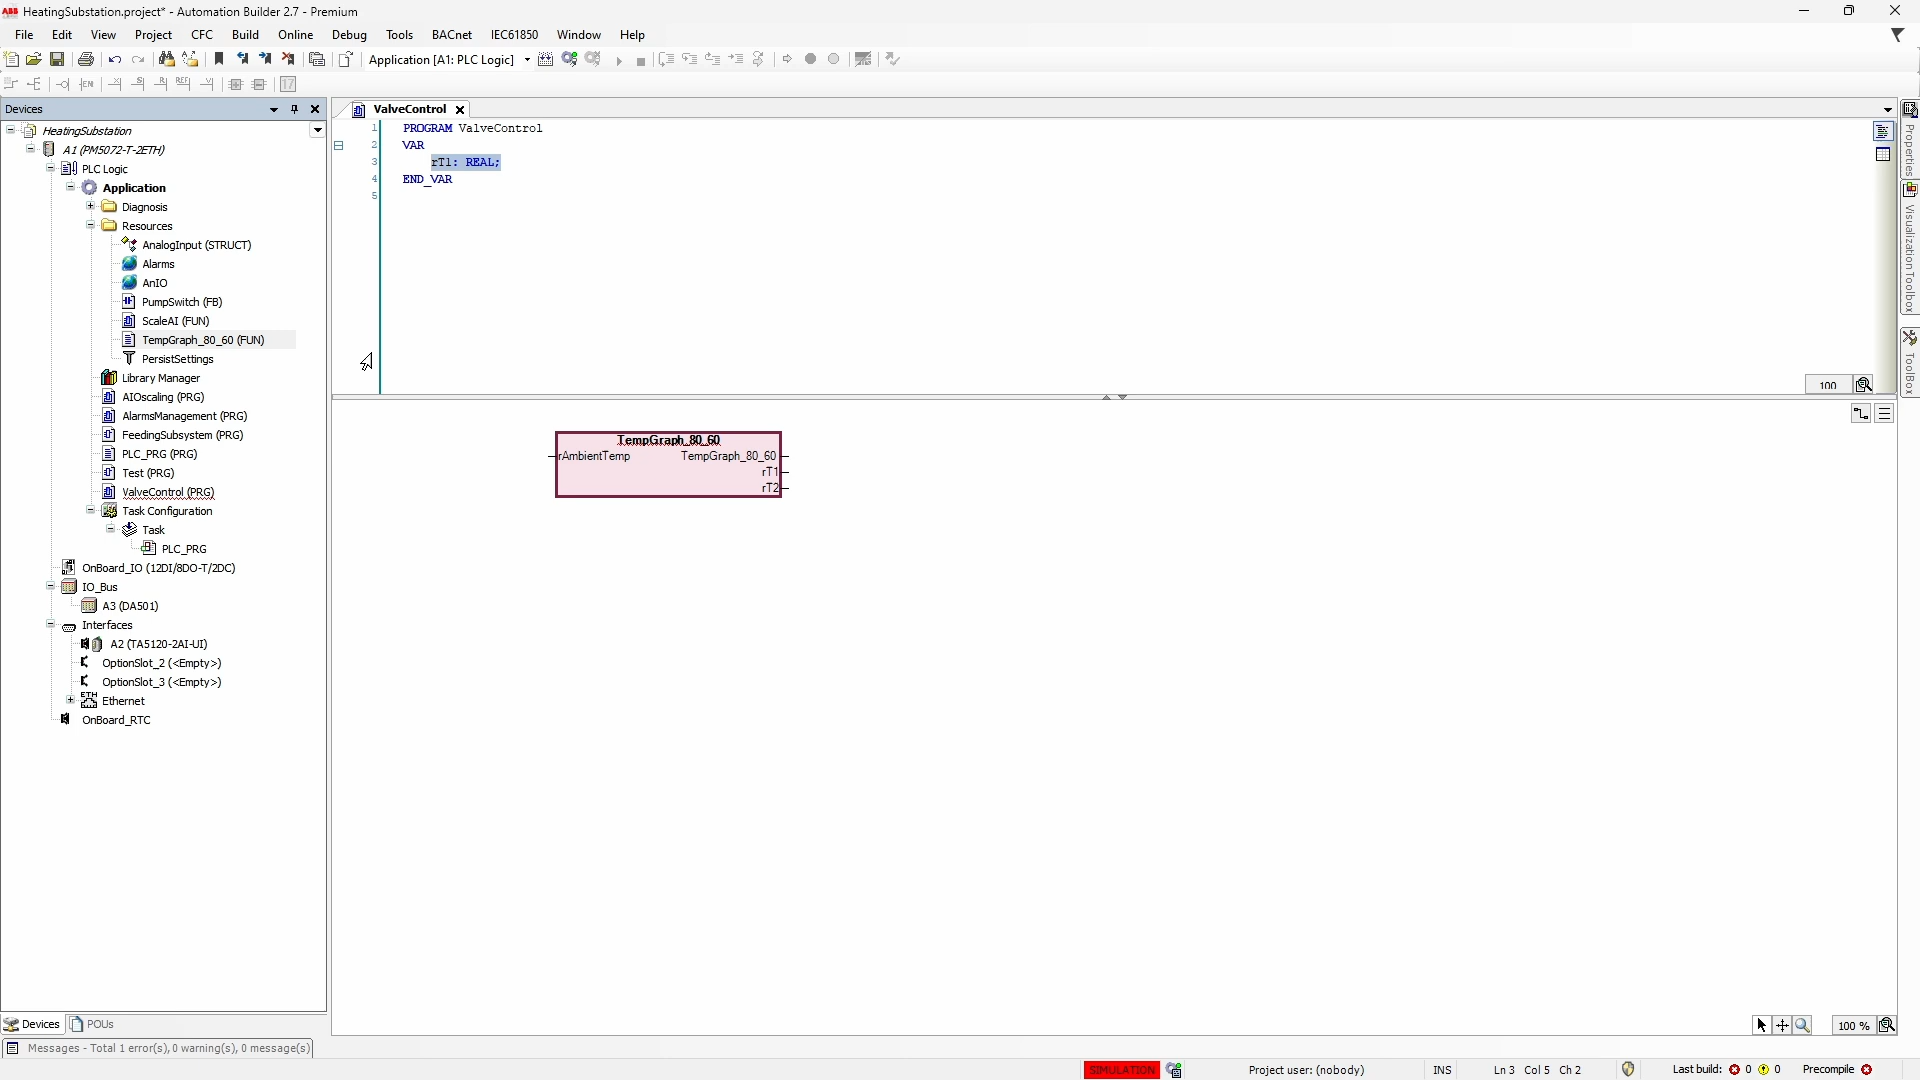 ABB HeatingSubstation.project* - Automation Builder 2.7 - Premium
File Edit View Project CFC Build Online Debug Tools BACnet IEC61850 Window Help
Application [A1: PLC Logic]
Devices
HeatingSubstation
A1 (PM5072-T-2ETH)
PLC Logic
Application
Diagnosis
Resources
AnalogInput (STRUCT)
Alarms
AnIO
PumpSwitch (FB)
ScaleAI (FUN)
TempGraph_80_60 (FUN)
PersistSettings
Library Manager
AIOscaling (PRG)
AlarmsManagement (PRG)
FeedingSubsystem (PRG)
PLC_PRG (PRG)
Test (PRG)
ValveControl (PRG)
Task Configuration
Task
PLC_PRG
OnBoard_IO (12DI/8DO-T/2DC)
IO_Bus
A3 (DA501)
Interfaces
A2 (TA5120-2AI-UI)
OptionSlot_2 (<Empty>)
OptionSlot_3 (<Empty>)
Ethernet
OnBoard_RTC
Devices POUs
ValveControl
1 PROGRAM ValveControl
2 VAR
3 rT1: REAL;
4 END_VAR
5
100
TempGraph_80_60
rAmbientTemp TempGraph_80_60
rT1
rT2
100 %
Properties
Visualization Toolbox
ToolBox
Messages - Total 1 error(s), 0 warning(s), 0 message(s)
SIMULATION Project user: (nobody) INS Ln 3 Col 5 Ch 2 Last build: 0 0 Precompile